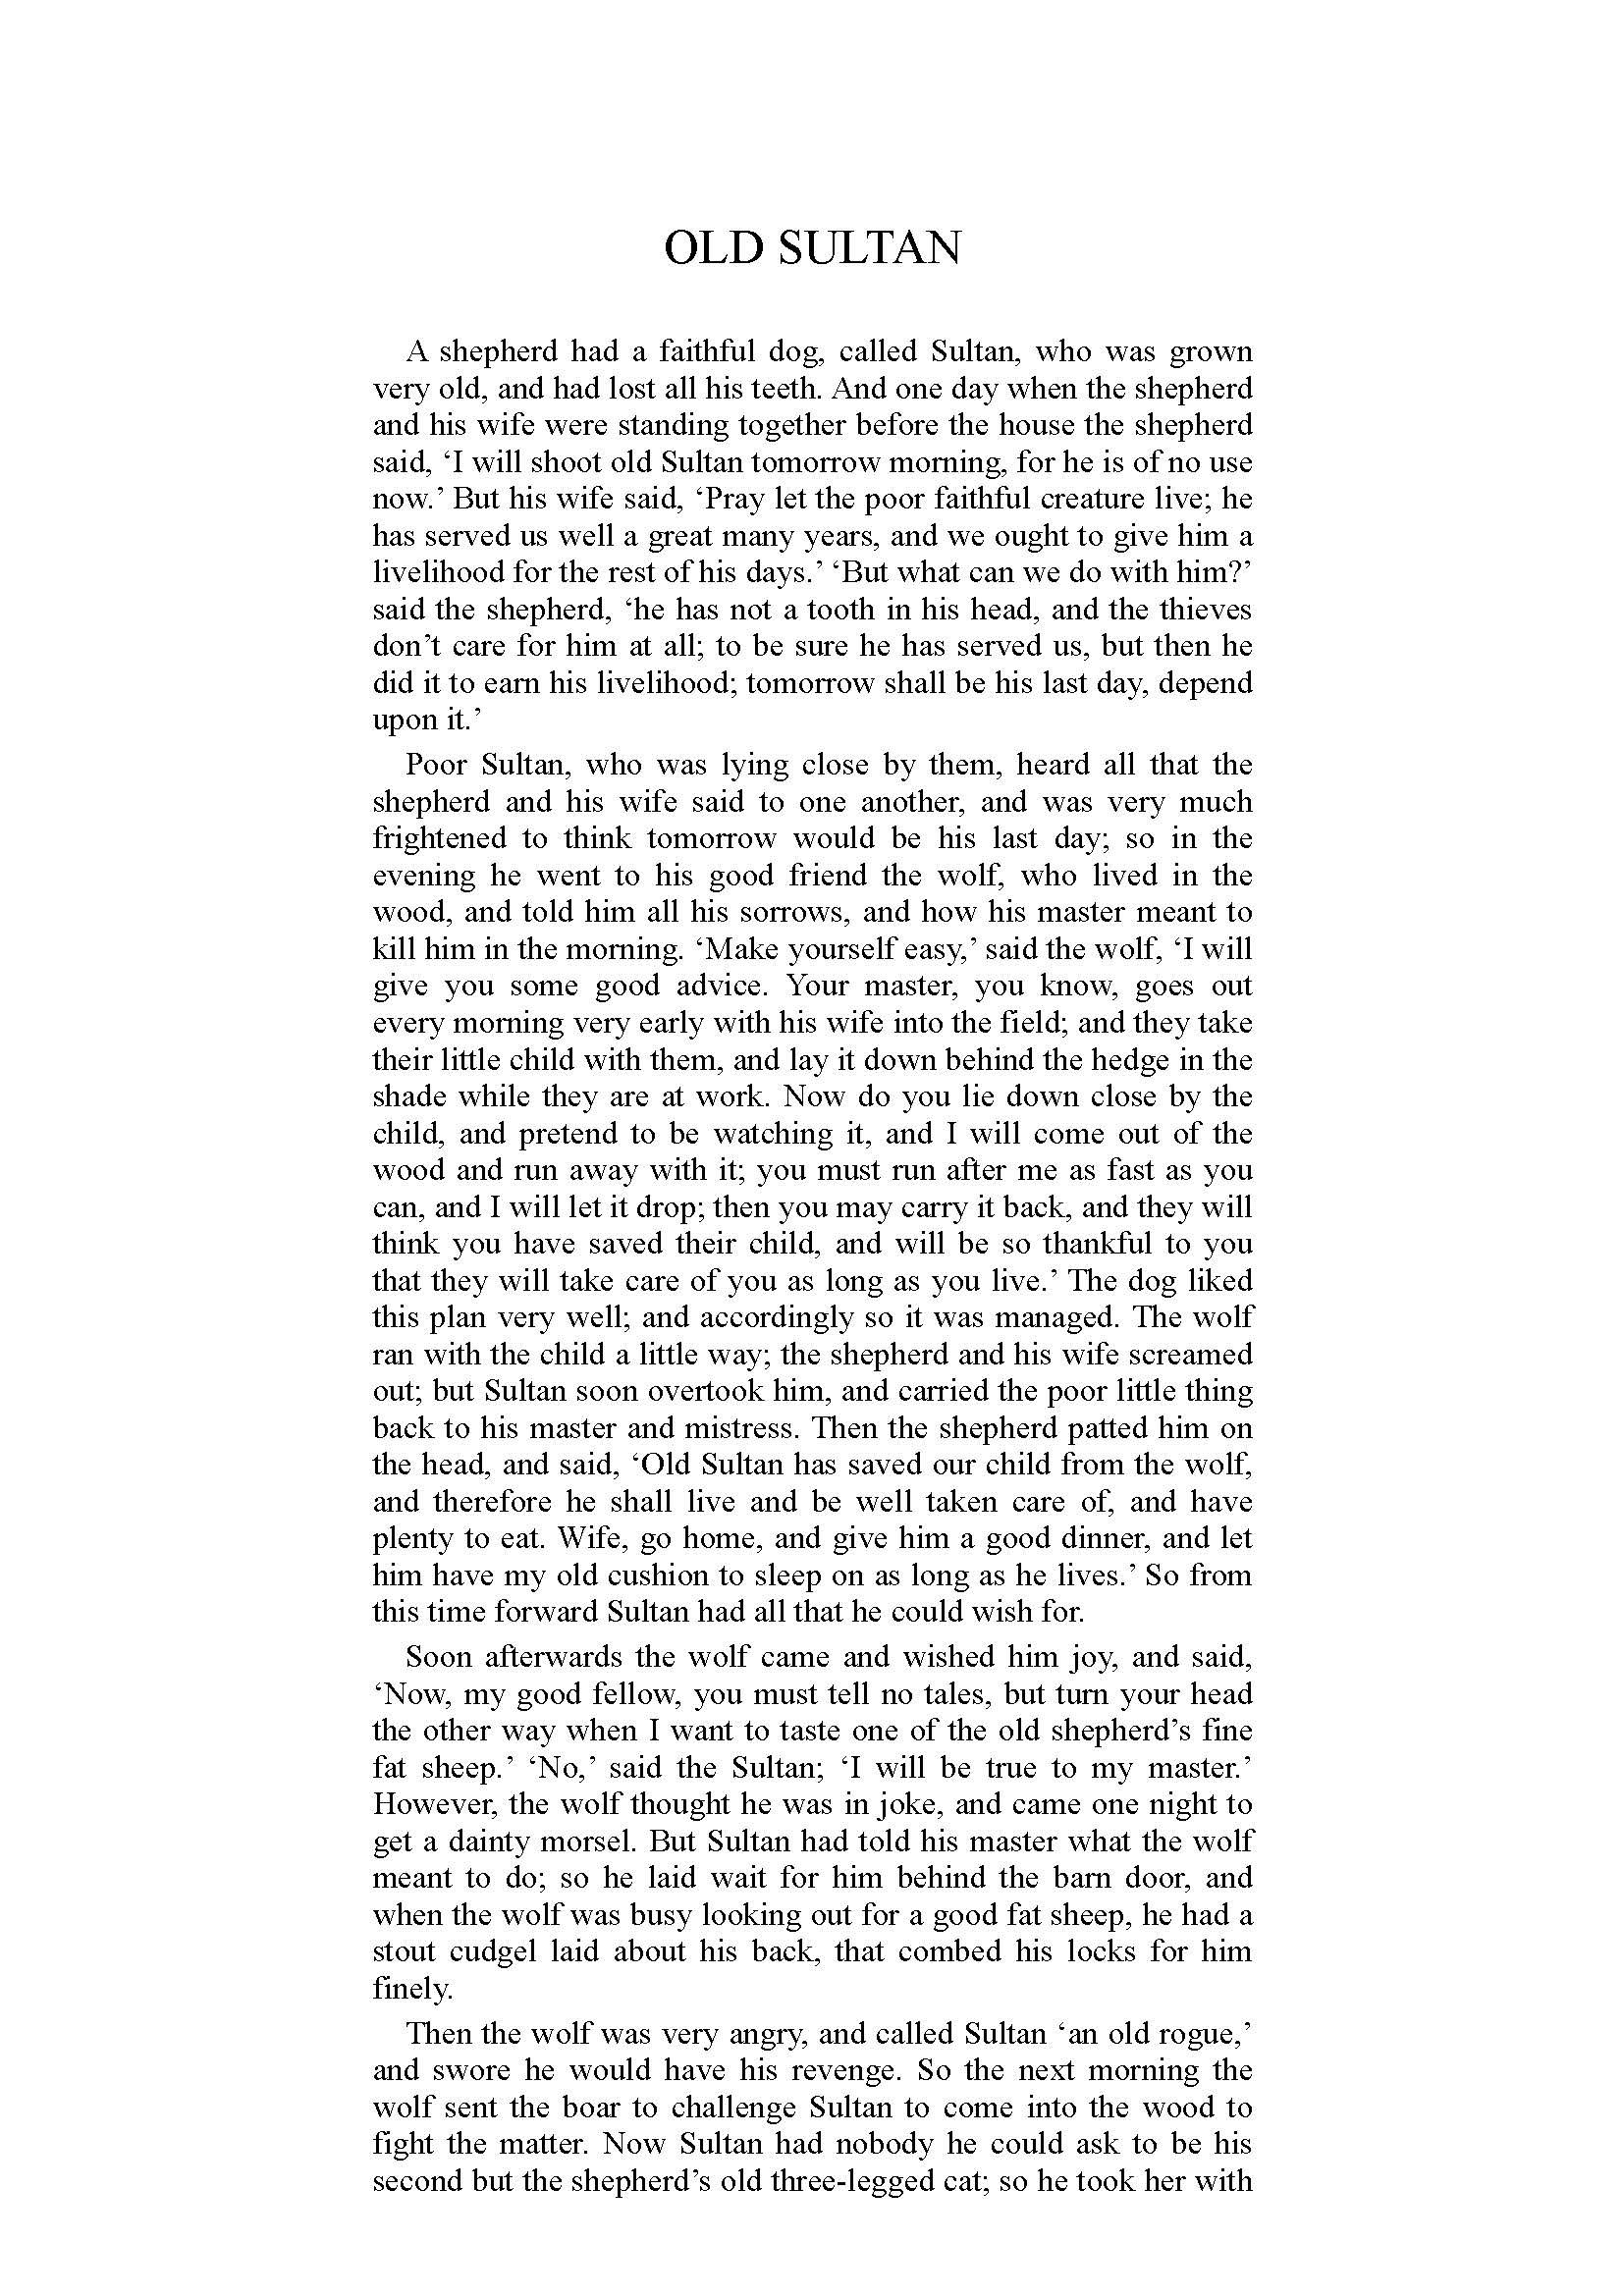 OLD SULTAN
A shepherd had a faithful dog, called Sultan, who was grown
very old, and had lost all his teeth. And one day when the shepherd
and his wife were standing together before the house the shepherd
said, ‘I will shoot old Sultan tomorrow morning, for he is of no use
now.’ But his wife said, ‘Pray let the poor faithful creature live; he
has served us well a great many years, and we ought to give him a
livelihood for the rest of his days.’ ‘But what can we do with him?’
said the shepherd, ‘he has not a tooth in his head, and the thieves
don’t care for him at all; to be sure he has served us, but then he
did it to earn his livelihood; tomorrow shall be his last day, depend
upon it.’
Poor Sultan, who was lying close by them, heard all that the
shepherd and his wife said to one another, and was very much
frightened to think tomorrow would be his last day; so in the
evening he went to his good friend the wolf, who lived in the
wood, and told him all his sorrows, and how his master meant to
kill him in the morning. ‘Make yourself easy,’ said the wolf, ‘I will
give you some good advice. Your master, you know, goes out
every morning very early with his wife into the field; and they take
their little child with them, and lay it down behind the hedge in the
shade while they are at work. Now do you lie down close by the
child, and pretend to be watching it, and I will come out of the
wood and run away with it; you must run after me as fast as you
can, and I will let it drop; then you may carry it back, and they will
think you have saved their child, and will be so thankful to you
that they will take care of you as long as you live.’ The dog liked
this plan very well; and accordingly so it was managed. The wolf
ran with the child a little way; the shepherd and his wife screamed
out; but Sultan soon overtook him, and carried the poor little thing
back to his master and mistress. Then the shepherd patted him on
the head, and said, ‘Old Sultan has saved our child from the wolf,
and therefore he shall live and be well taken care of, and have
plenty to eat. Wife, go home, and give him a good dinner, and let
him have my old cushion to sleep on as long as he lives.’ So from
this time forward Sultan had all that he could wish for.
Soon afterwards the wolf came and wished him joy, and said,
‘Now, my good fellow, you must tell no tales, but turn your head
the other way when I want to taste one of the old shepherd’s fine
fat sheep.’ ‘No,’ said the Sultan; ‘I will be true to my master.’
However, the wolf thought he was in joke, and came one night to
get a dainty morsel. But Sultan had told his master what the wolf
meant to do; so he laid wait for him behind the barn door, and
when the wolf was busy looking out for a good fat sheep, he had a
stout cudgel laid about his back, that combed his locks for him
finely.
Then the wolf was very angry, and called Sultan ‘an old rogue,’
and swore he would have his revenge. So the next morning the
wolf sent the boar to challenge Sultan to come into the wood to
fight the matter. Now Sultan had nobody he could ask to be his
second but the shepherd’s old three-legged cat; so he took her with